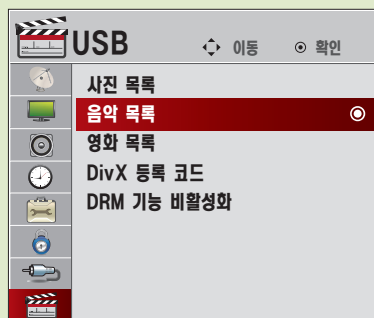 USB 이동 확인
사진 목록
음악 목록
영화 목록
DivX 등록 코드
DRM 기능 비활성화